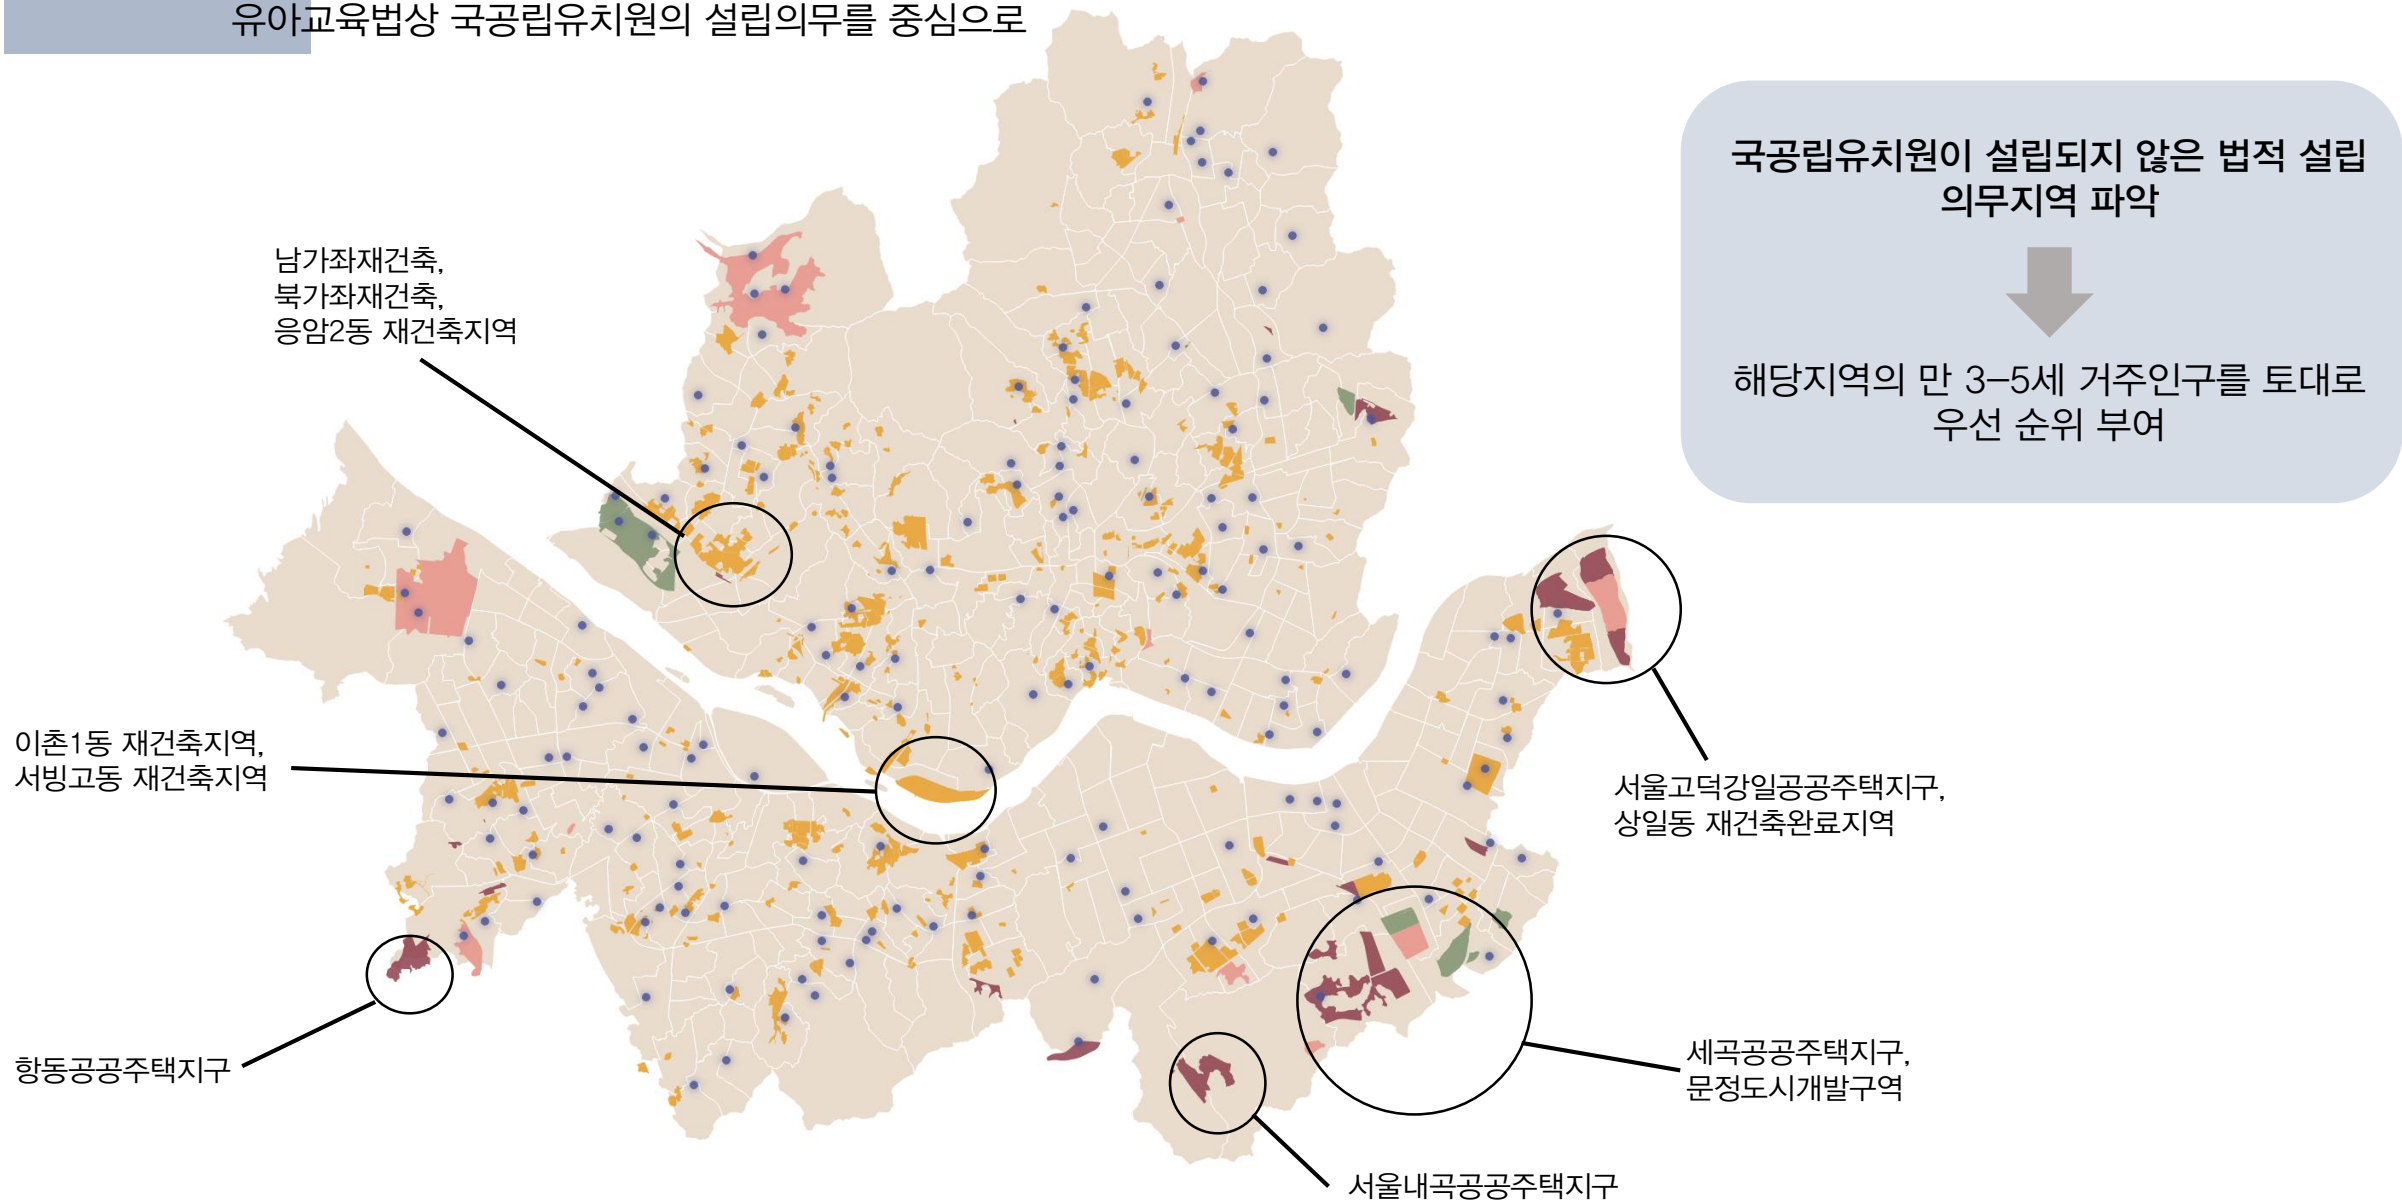 유아교육법상 국공립유치원의 설립의무를 중심으로
국공립유치원이 설립되지 않은 법적 설립
의무지역 파악
해당지역의 만 3-5세 거주인구를 토대로
우선 순위 부여
남가좌재건축,
북가좌재건축,
응암2동 재건축지역
이촌1동 재건축지역,
서빙고동 재건축지역
서울고덕강일공공주택지구,
상일동 재건축완료지역
항동공공주택지구
세곡공공주택지구,
문정도시개발구역
서울내곡공공주택지구